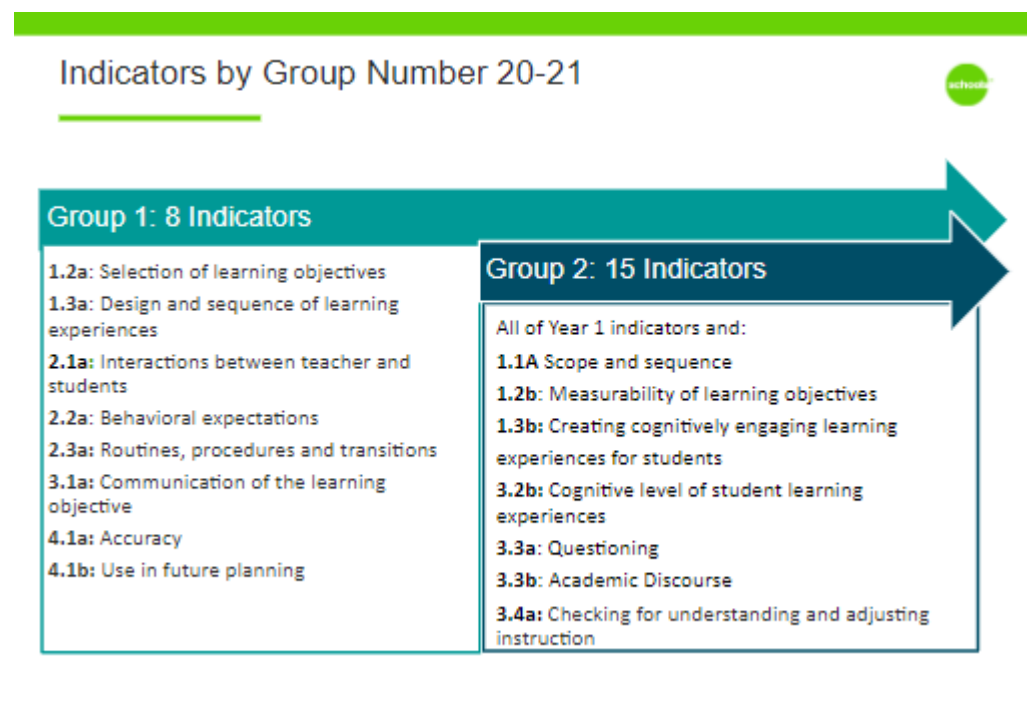 Indicators by Group Number 20-21
schools
Group 1: 8 Indicators
1.2a: Selection of learning objectives
1.3a: Design and sequence of learning
experiences
2.1a: Interactions between teacher and
students
2.2a: Behavioral expectations
2.3a: Routines, procedures and transitions
3.1a: Communication of the learning
objective
4.1a: Accuracy
4.1b: Use in future planning
Group 2: 15 Indicators
All of Year 1 indicators and:
1.1A Scope and sequence
1.2b: Measurability of learning objectives
1.3b: Creating cognitively engaging learning
experiences for students
3.2b: Cognitive level of student learning
experiences
3.3a: Questioning
3.3b: Academic Discourse
3.4a: Checking for understanding and adjusting
instruction